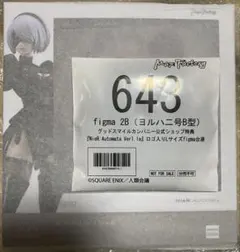 Max Factory
Max Factory
643
figma 2B (ヨルハ二号B型)
グッドスマイルカンパニー公式ショップ特典
『NieR:Automata Ver1.1a』ロゴ入りLサイズfigma台座
NOT FOR SALE
©SQUARE ENIX／人類会議